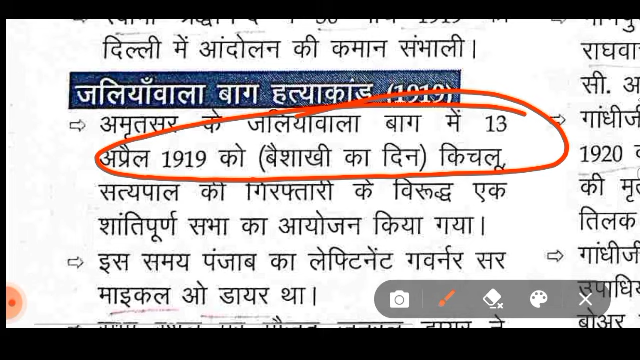 दिल्ली में आंदोलन की कमान संभाली।
जलियाँवाला बाग हत्याकांड (1919)
⇨ अमृतसर के जलियाँवाला बाग में 13
अप्रैल 1919 को (बैशाखी का दिन) किचलू,
सत्यपाल की गिरफ्तारी के विरूद्ध एक
शांतिपूर्ण सभा का आयोजन किया गया।
⇨ इस समय पंजाब का लेफ्टिनेंट गवर्नर सर
माइकल ओ डायर था।
राघवा
सी. अ
⇨ गांधीजी
1920 व
की मृ
तिलक
⇨ गांधीजी
उपाधिय
बोअर